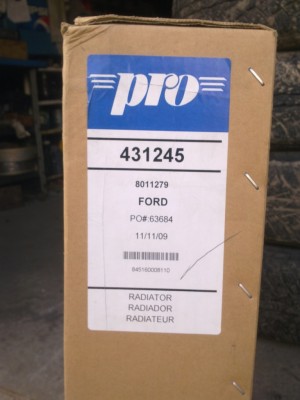 pro
431245
8011279
FORD
PO#:63684
11/11/09
RADIATOR
RADIADOR
RADIATEUR